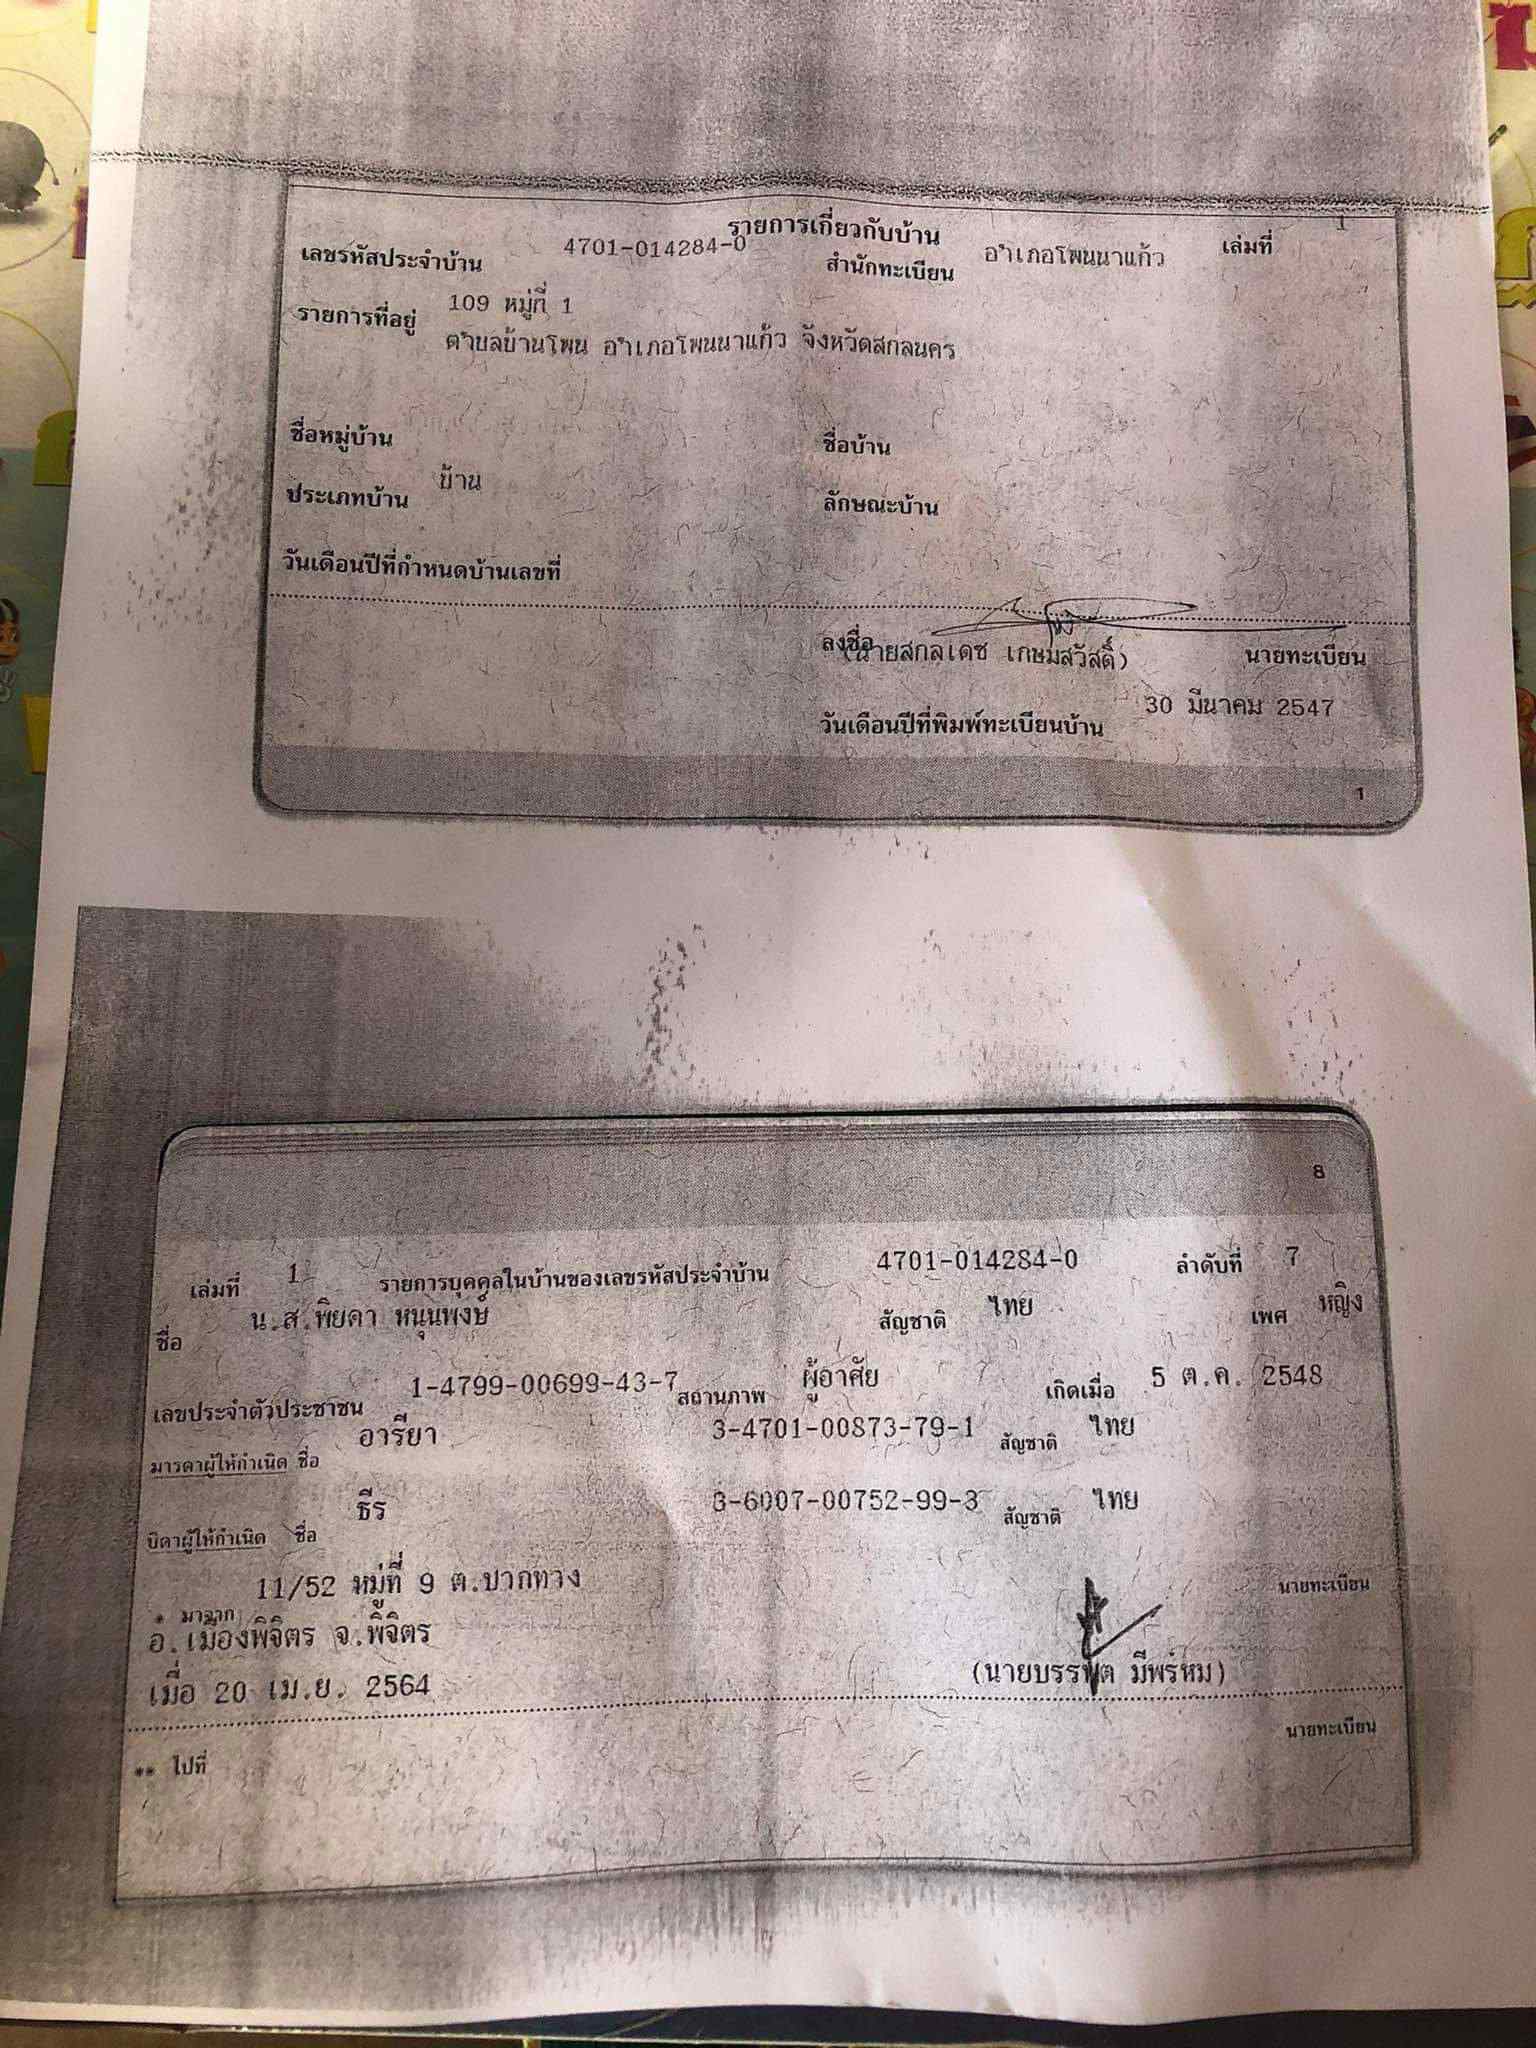 1
รายการเกี่ยวกับบ้าน
เลขรหัสประจำบ้าน 4701-014284-0 สำนักทะเบียน อำเภอโพนนาแก้ว เล่มที่
รายการที่อยู่ 109 หมู่ที่ 1
ตำบลบ้านโพน อำเภอโพนนาแก้ว จังหวัดสกลนคร
ชื่อหมู่บ้าน ชื่อบ้าน
ประเภทบ้าน บ้าน ลักษณะบ้าน
วันเดือนปีที่กำหนดบ้านเลขที่
ลงชื่อ (นายสกลเดช เกษมสวัสดิ์) นายทะเบียน
วันเดือนปีที่พิมพ์ทะเบียนบ้าน 30 มีนาคม 2547
1
8
เล่มที่ 1 รายการบุคคลในบ้านของเลขรหัสประจำบ้าน 4701-014284-0 ลำดับที่ 7
ชื่อ น.ส.พิยดา หนุนพงษ์ สัญชาติ ไทย เพศ หญิง
เลขประจำตัวประชาชน 1-4799-00699-43-7 สถานภาพ ผู้อาศัย เกิดเมื่อ 5 ต.ค. 2548
มารดาผู้ให้กำเนิด ชื่อ อารียา 3-4701-00873-79-1 สัญชาติ ไทย
บิดาผู้ให้กำเนิด ชื่อ ธีร 3-6007-00752-99-3 สัญชาติ ไทย
* มาจาก 11/52 หมู่ที่ 9 ต.ปากทาง นายทะเบียน
อ.เมืองพิจิตร จ.พิจิตร
เมื่อ 20 เม.ย. 2564 (นายบรรพต มีพรหม)
** ไปที่ นายทะเบียน